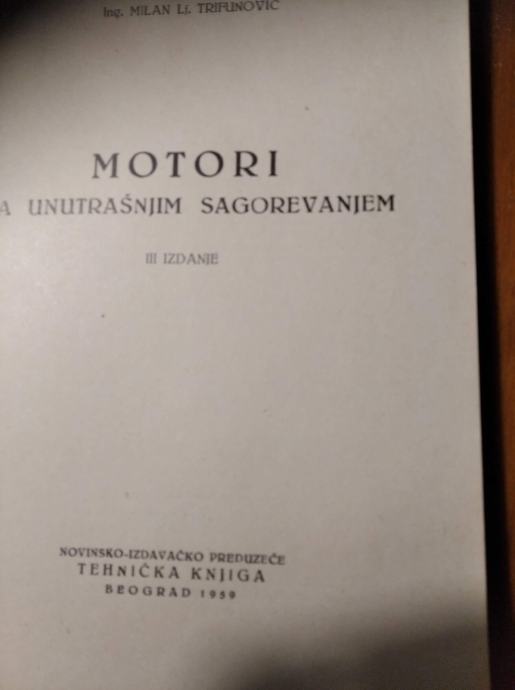 Ing. MILAN Lj. TRIFUNOVIĆ
MOTORI
A UNUTRAŠNJIM SAGOREVANJEM
III IZDANJE
NOVINSKO-IZDAVAČKO PREDUZEĆE
TEHNIČKA KNJIGA
BEOGRAD 1959